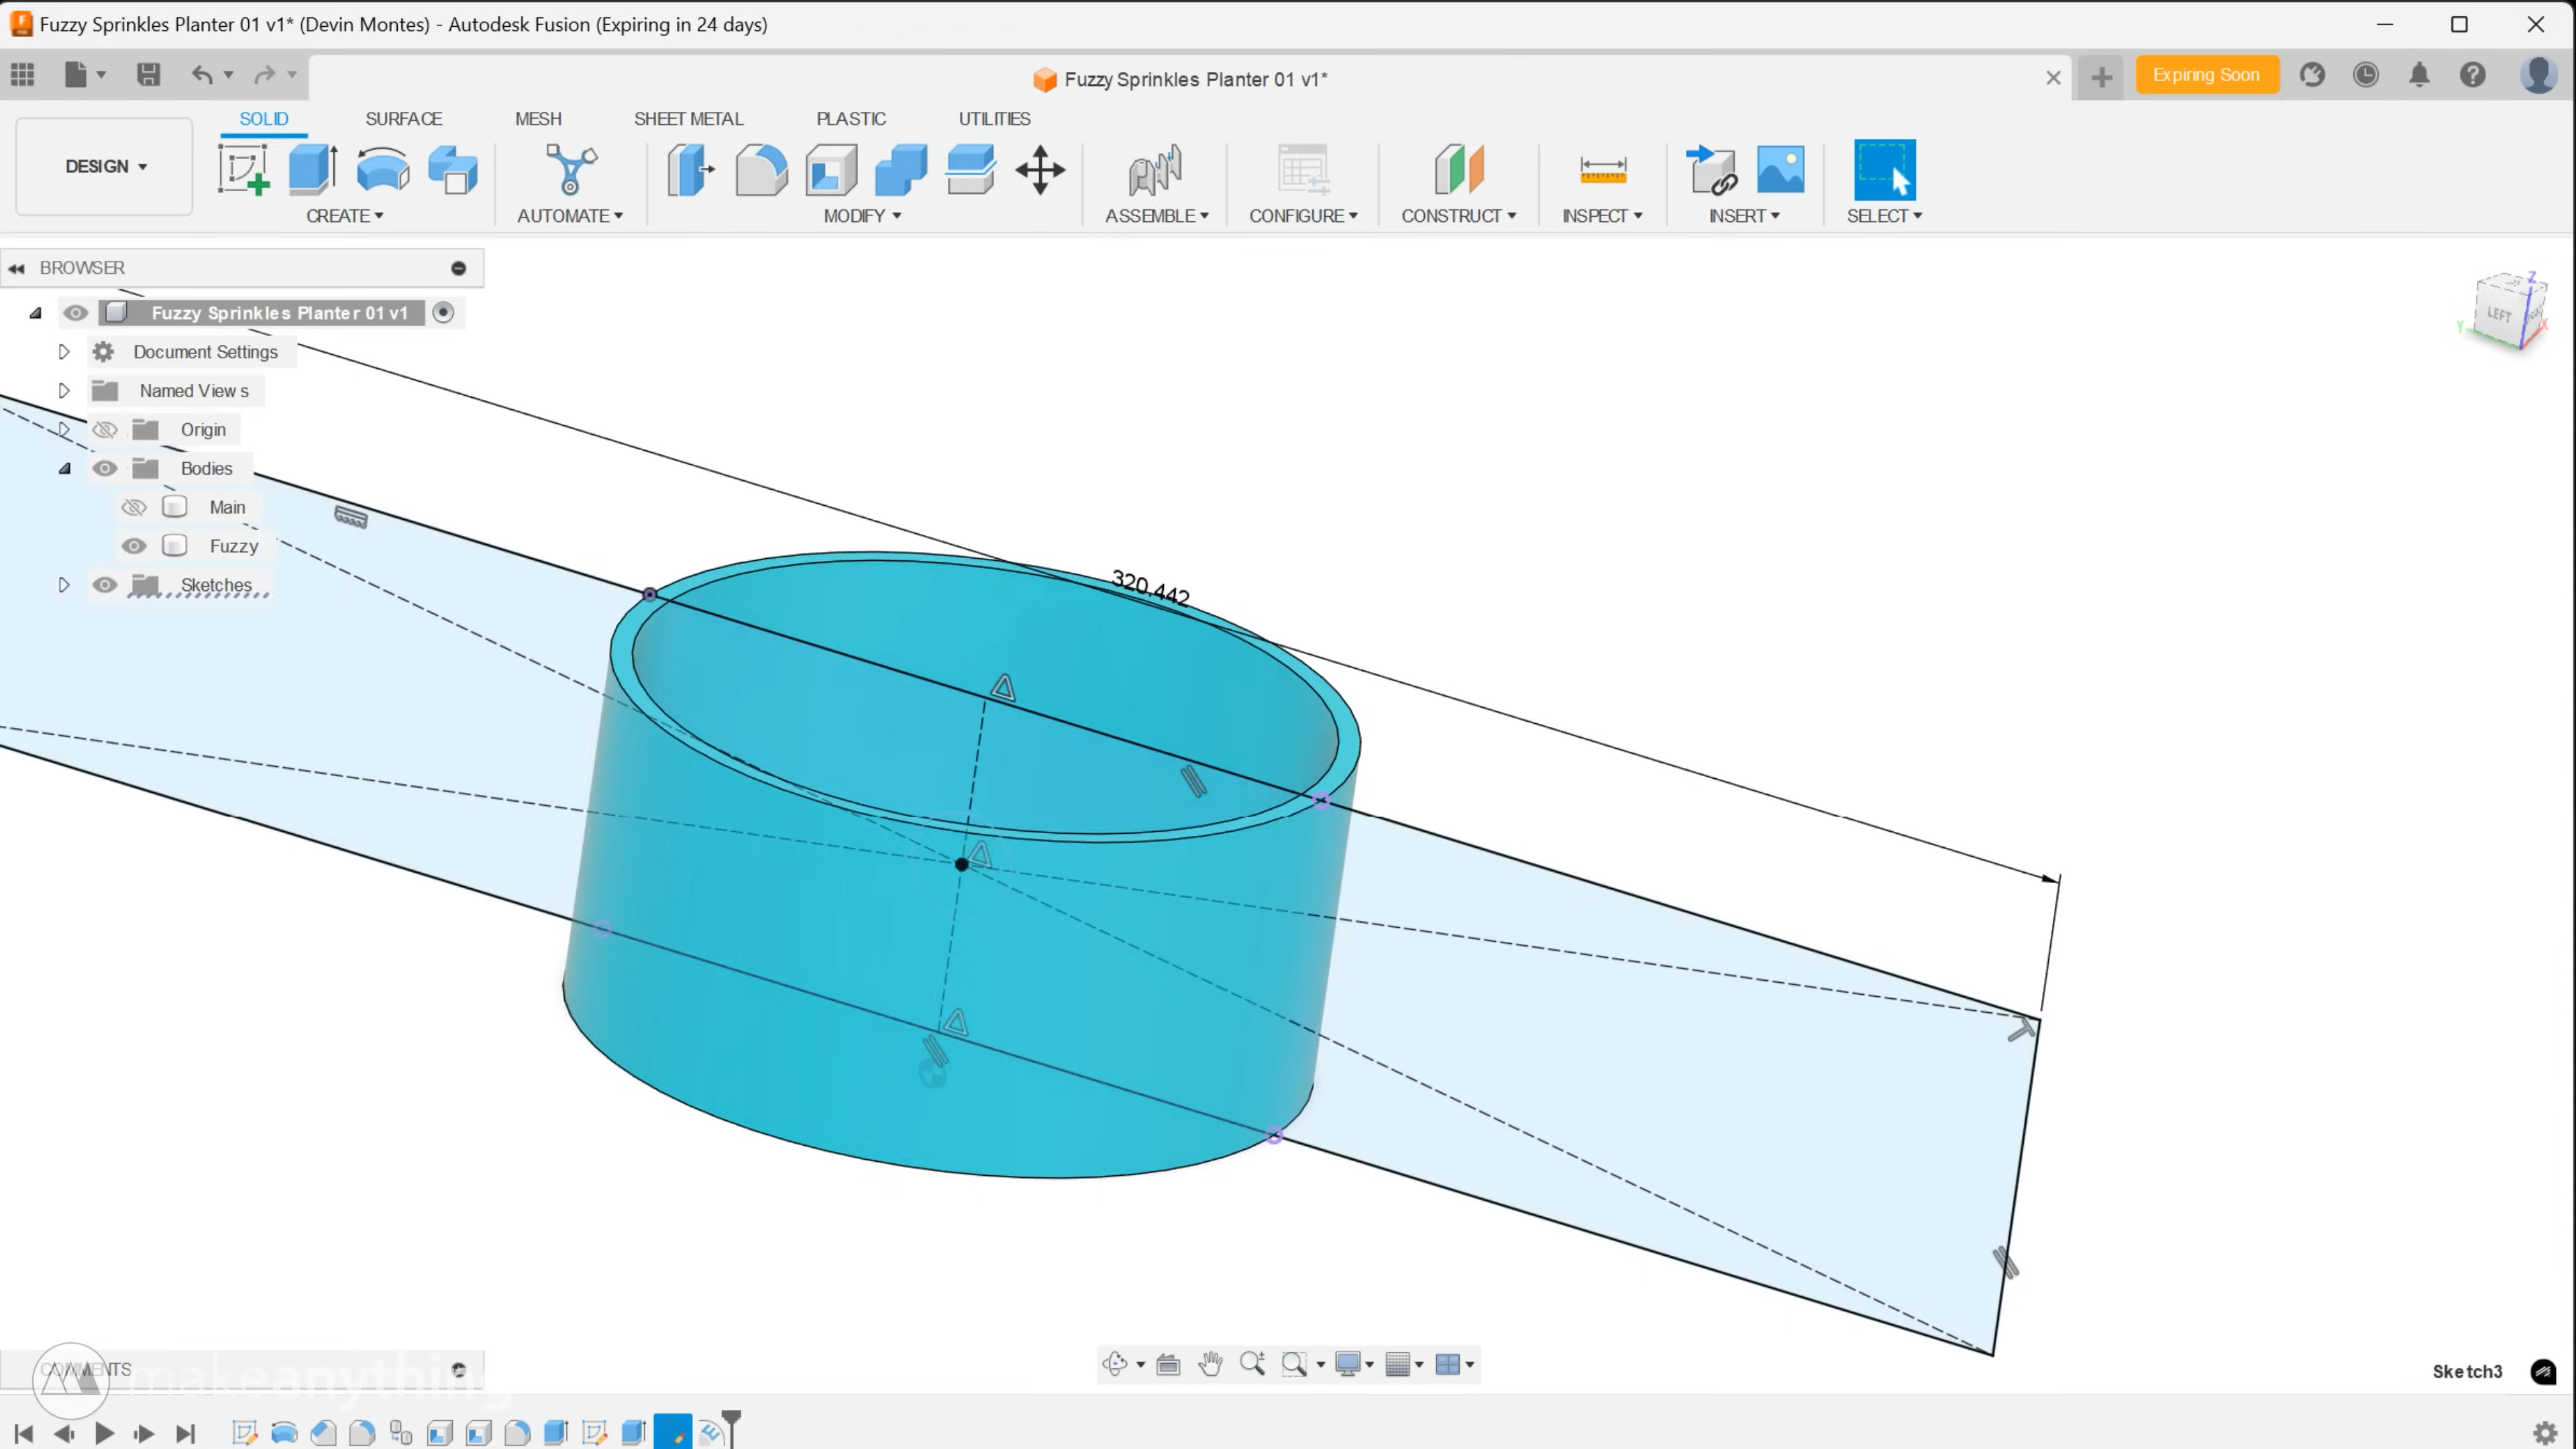 Fuzzy Sprinkles Planter 01 v1* (Devin Montes) - Autodesk Fusion (Expiring in 24 days)
Fuzzy Sprinkles Planter 01 v1*
Expiring Soon
SOLID SURFACE MESH SHEET METAL PLASTIC UTILITIES
DESIGN
CREATE AUTOMATE MODIFY ASSEMBLE CONFIGURE CONSTRUCT INSPECT INSERT SELECT
BROWSER
Fuzzy Sprinkles Planter 01 v1
Document Settings
Named Views
Origin
Bodies
Main
Fuzzy
Sketches
320.442
LEFT
Z
Y
X
COMMENTS
makeanything
Sketch3